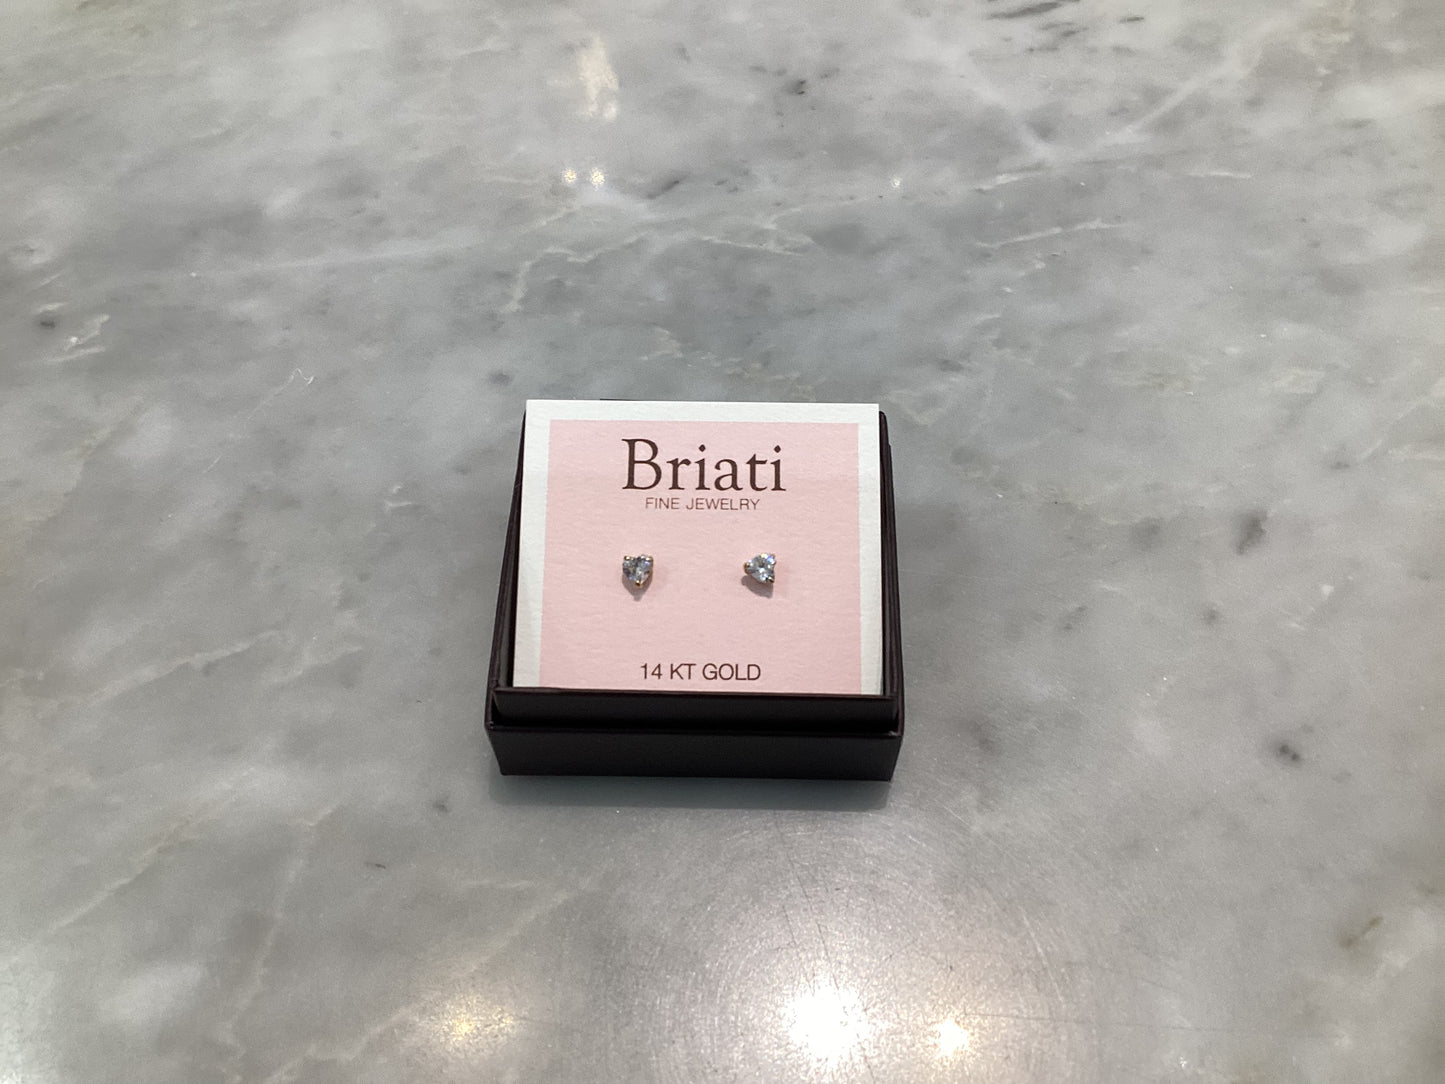 Briati
FINE JEWELRY
14 KT GOLD